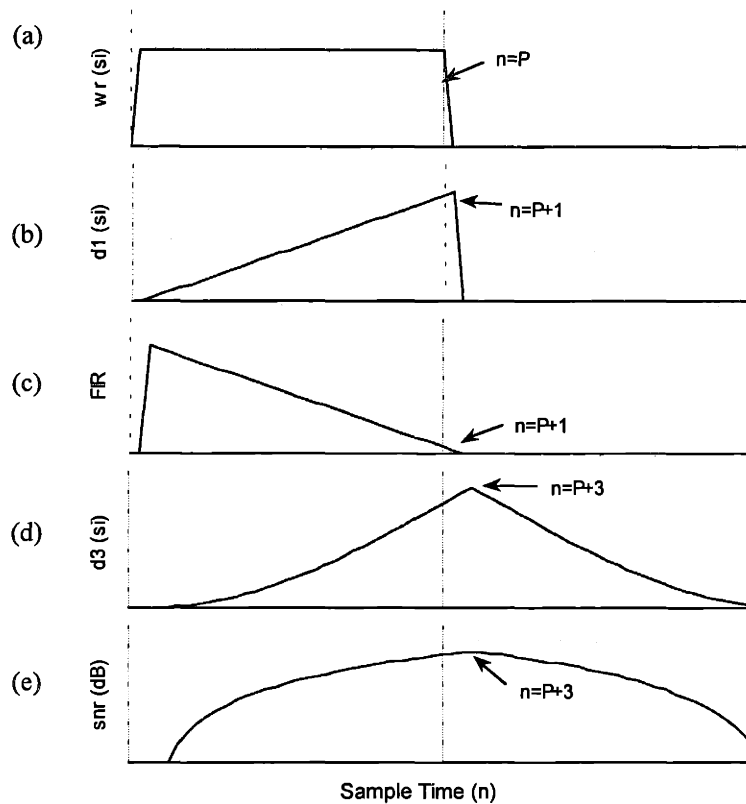 (a)
wr (si)
n=P
(b)
d1 (si)
n=P+1
(c)
FIR
n=P+1
(d)
d3 (si)
n=P+3
(e)
snr (dB)
n=P+3
Sample Time (n)